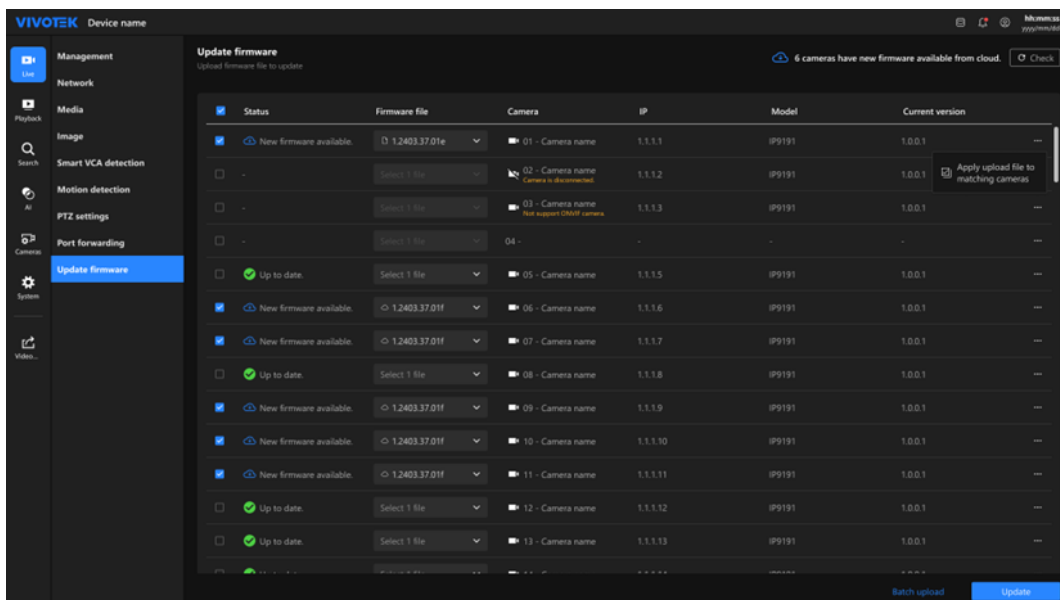 VIVOTEK Device name
hh:mm:ss
yyyy/mm/dd
Live
Playback
Search
AI
Cameras
System
Video...
Management
Network
Media
Image
Smart VCA detection
Motion detection
PTZ settings
Port forwarding
Update firmware
Update firmware
Upload firmware file to update
6 cameras have new firmware available from cloud. Check
Status Firmware file Camera IP Model Current version
New firmware available. 1.2403.37.01e 01 - Camera name 1.1.1.1 IP9191 1.0.0.1 ...
Apply upload file to
matching cameras
- Select 1 file 02 - Camera name 1.1.1.2 IP9191 1.0.0.1
Camera is disconnected.
- Select 1 file 03 - Camera name 1.1.1.3 IP9191 1.0.0.1 ...
Not support ONVIF camera.
- Select 1 file 04 - - - - ...
Up to date. Select 1 file 05 - Camera name 1.1.1.5 IP9191 1.0.0.1 ...
New firmware available. 1.2403.37.01f 06 - Camera name 1.1.1.6 IP9191 1.0.0.1 ...
New firmware available. 1.2403.37.01f 07 - Camera name 1.1.1.7 IP9191 1.0.0.1 ...
Up to date. Select 1 file 08 - Camera name 1.1.1.8 IP9191 1.0.0.1 ...
New firmware available. 1.2403.37.01f 09 - Camera name 1.1.1.9 IP9191 1.0.0.1 ...
New firmware available. 1.2403.37.01f 10 - Camera name 1.1.1.10 IP9191 1.0.0.1 ...
New firmware available. 1.2403.37.01f 11 - Camera name 1.1.1.11 IP9191 1.0.0.1 ...
Up to date. Select 1 file 12 - Camera name 1.1.1.12 IP9191 1.0.0.1 ...
Up to date. Select 1 file 13 - Camera name 1.1.1.13 IP9191 1.0.0.1 ...
Batch upload Update